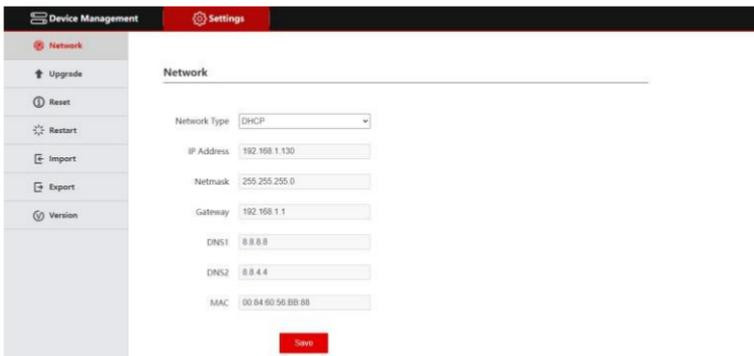 Device Management
Settings
Network
Upgrade
Reset
Restart
Import
Export
Version
Network
Network Type DHCP
IP Address 192.168.1.130
Netmask 255.255.255.0
Gateway 192.168.1.1
DNS1 8.8.8.8
DNS2 8.8.4.4
MAC 00:84:60:56:BB:88
Save